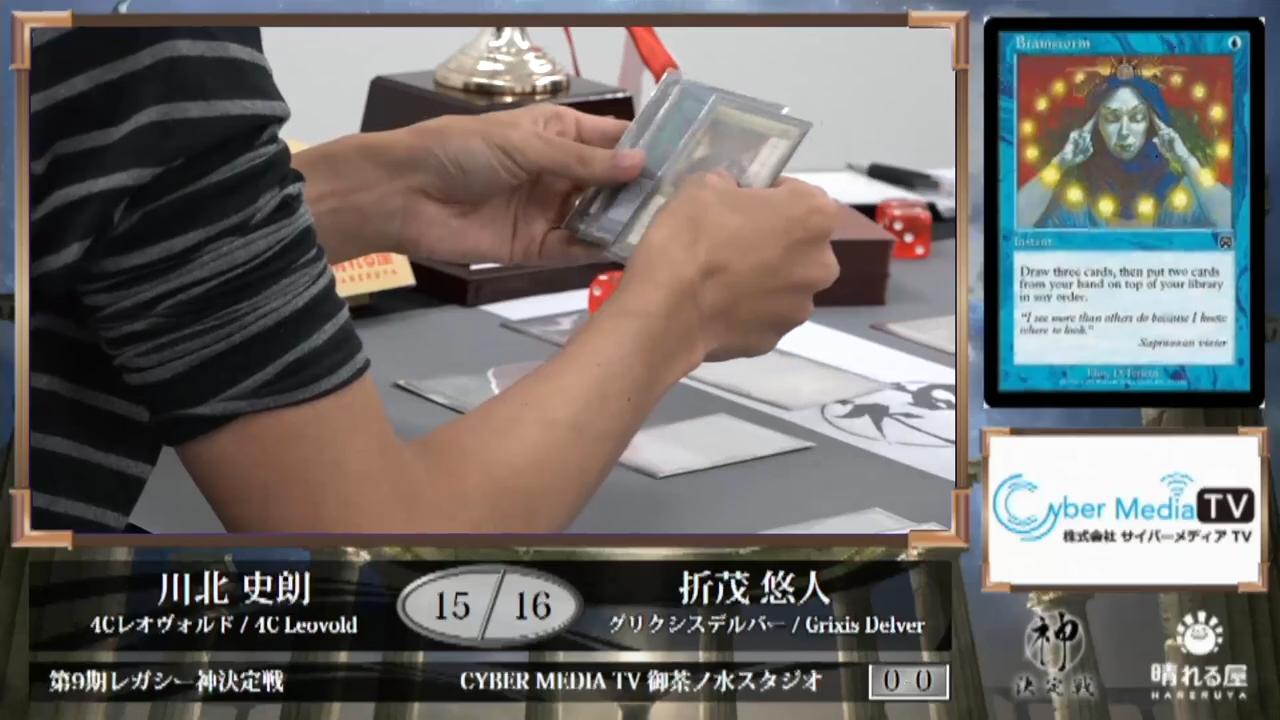 Brainstorm
Instant
Draw three cards, then put two cards
from your hand on top of your library
in any order.
"I see more than others do because I know
where to look."
Saprazzan vizier
Cyber Media TV
株式会社 サイバーメディア TV
川北 史朗
4Cレオヴォルド / 4C Leovold
15 / 16
折茂 悠人
グリクシスデルバー / Grixis Delver
第9期レガシー神決定戦
CYBER MEDIA TV 御茶ノ水スタジオ
0-0
神
決定戦
晴れる屋
HARERUYA
晴れる屋
HARERUYA